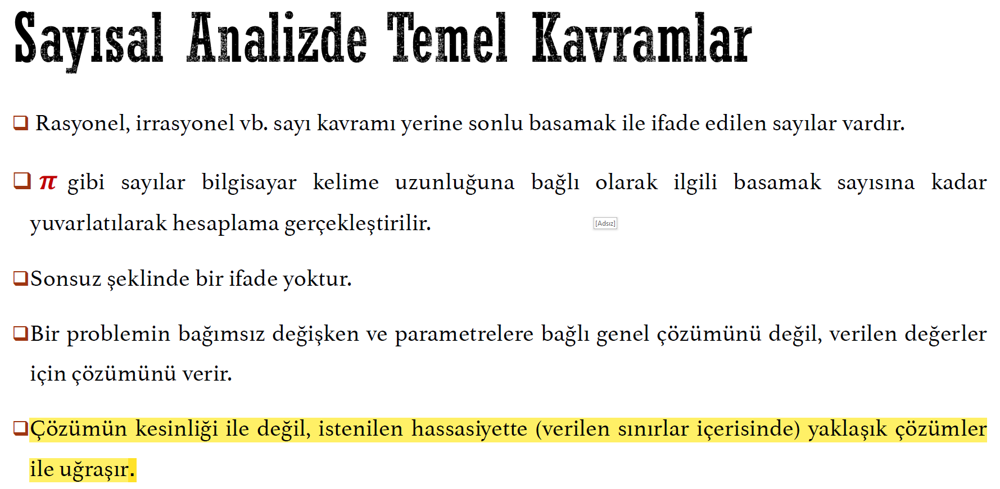 Sayısal Analizde Temel Kavramlar
Rasyonel, irrasyonel vb. sayı kavramı yerine sonlu basamak ile ifade edilen sayılar vardır.
π gibi sayılar bilgisayar kelime uzunluğuna bağlı olarak ilgili basamak sayısına kadar
yuvarlatılarak hesaplama gerçekleştirilir.
[Adsız]
Sonsuz şeklinde bir ifade yoktur.
Bir problemin bağımsız değişken ve parametrelere bağlı genel çözümünü değil, verilen değerler
için çözümünü verir.
Çözümün kesinliği ile değil, istenilen hassasiyette (verilen sınırlar içerisinde) yaklaşık çözümler
ile uğraşır.